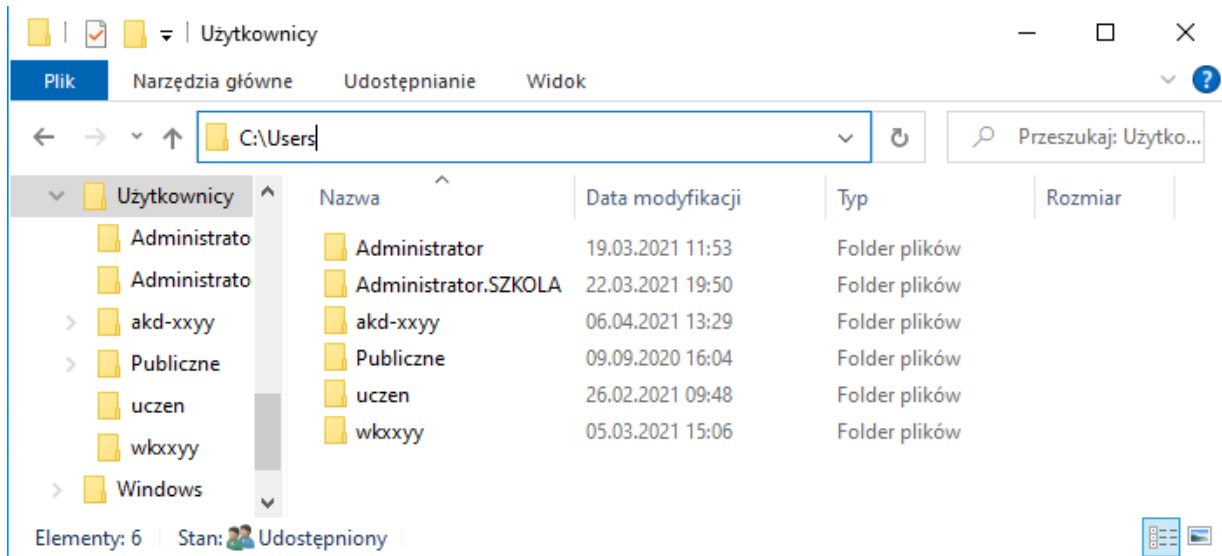 Użytkownicy
Plik Narzędzia główne Udostępnianie Widok ?
C:\Users Przeszukaj: Użytko...
Użytkownicy
Administrato
Administrato
akd-xxyy
Publiczne
uczen
wkxxyy
Windows
Nazwa Data modyfikacji Typ Rozmiar
Administrator 19.03.2021 11:53 Folder plików
Administrator.SZKOLA 22.03.2021 19:50 Folder plików
akd-xxyy 06.04.2021 13:29 Folder plików
Publiczne 09.09.2020 16:04 Folder plików
uczen 26.02.2021 09:48 Folder plików
wkxxyy 05.03.2021 15:06 Folder plików
Elementy: 6 Stan: Udostępniony